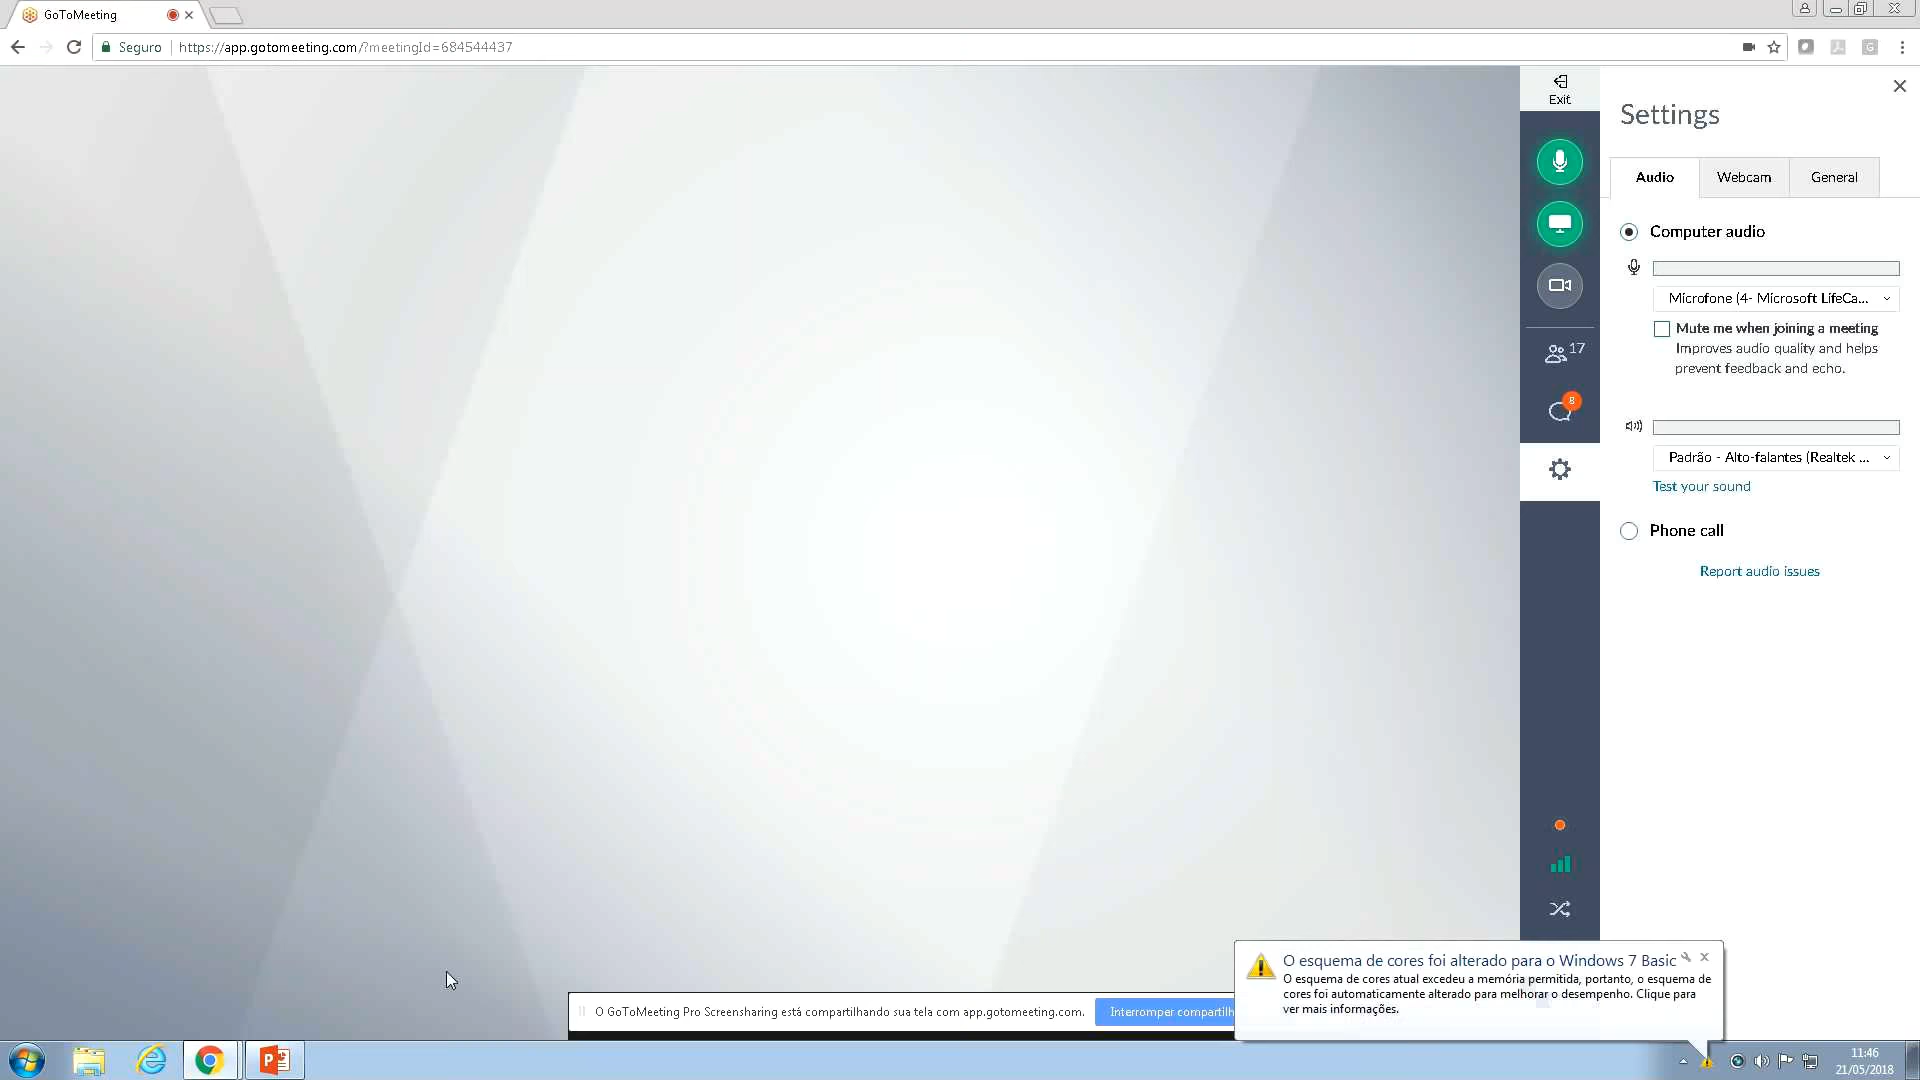 GoToMeeting
Seguro
https://app.gotomeeting.com/?meetingId=684544437
Exit
Settings
Audio
Webcam
General
Computer audio
Microfone (4- Microsoft LifeCa...
Mute me when joining a meeting
Improves audio quality and helps
prevent feedback and echo.
17
8
Padrão - Alto-falantes (Realtek ...
Test your sound
Phone call
Report audio issues
O esquema de cores foi alterado para o Windows 7 Basic
O esquema de cores atual excedeu a memória permitida, portanto, o esquema de
cores foi automaticamente alterado para melhorar o desempenho. Clique para
ver mais informações.
O GoToMeeting Pro Screensharing está compartilhando sua tela com app.gotomeeting.com.
Interromper compartilh
11:46
21/05/2018